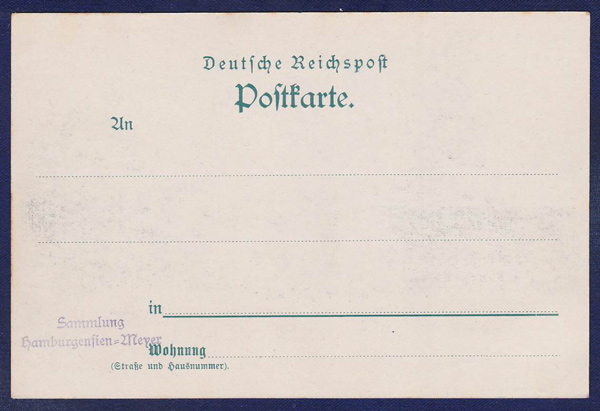 Deutſche Reichspoſt
Poſtkarte.
An
in
Sammlung
Hamburgenſien=Meyer
Wohnung
(Straße und Hausnummer).